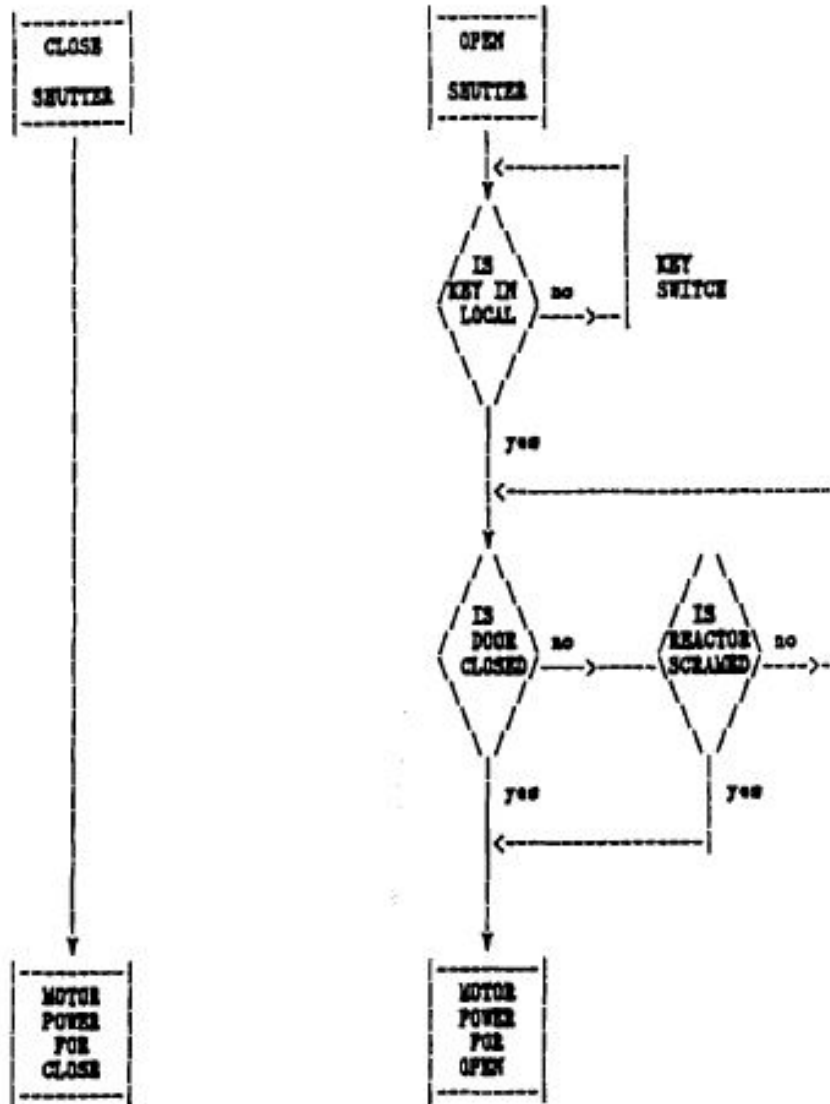 CLOSE
SHUTTER
OPEN
SHUTTER
IS
KEY IN
LOCAL
no
KEY
SWITCH
yes
IS
DOOR
CLOSED
no
IS
REACTOR
SCRAMED
no
yes
yes
MOTOR
POWER
FOR
CLOSE
MOTOR
POWER
FOR
OPEN